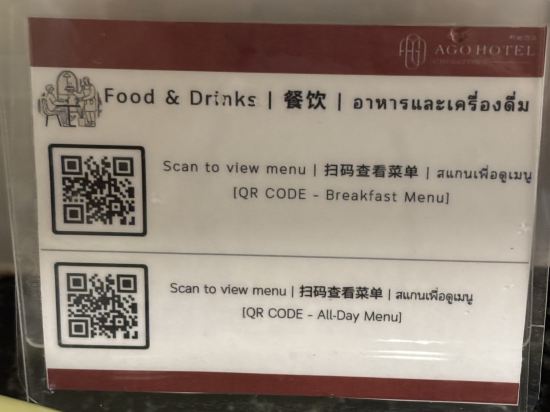 AGO HOTEL
Food & Drinks | 餐饮 | อาหารและเครื่องดื่ม
Scan to view menu | 扫码查看菜单 | สแกนเพื่อดูเมนู
[QR CODE - Breakfast Menu]
Scan to view menu | 扫码查看菜单 | สแกนเพื่อดูเมนู
[QR CODE - All-Day Menu]